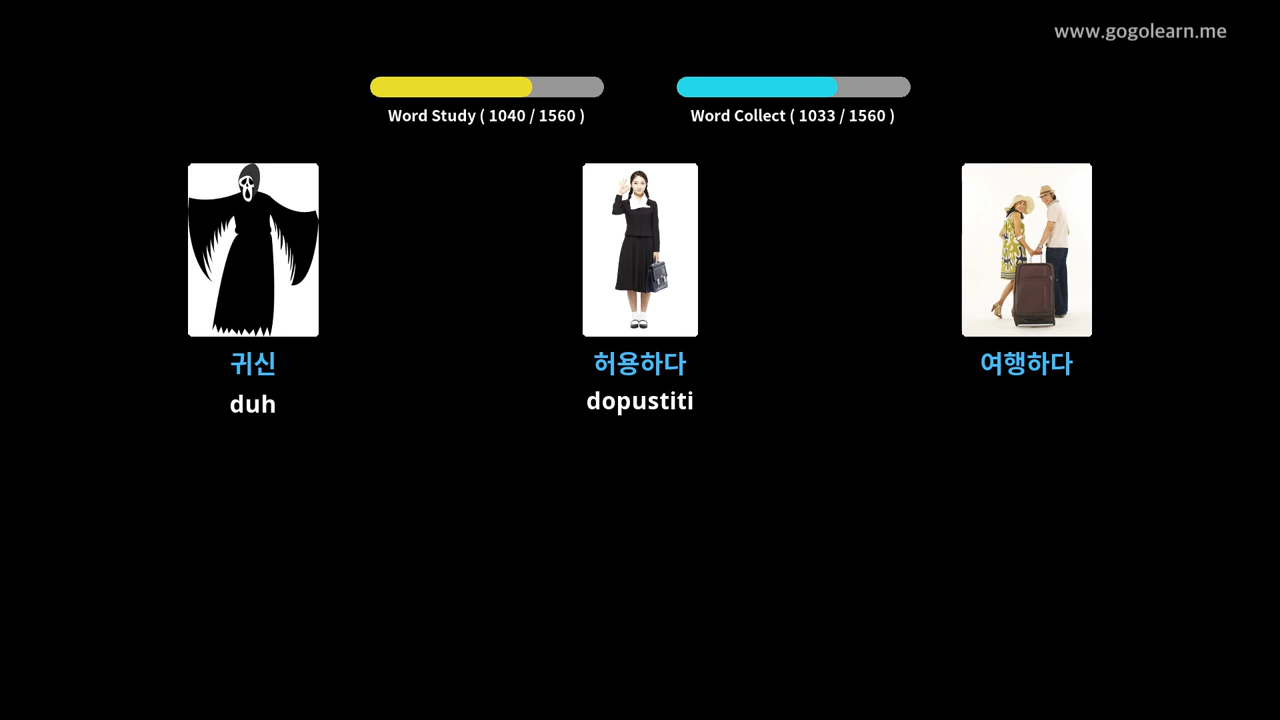 www.gogolearn.me
Word Study ( 1040 / 1560 )
Word Collect ( 1033 / 1560 )
귀신
허용하다
여행하다
duh
dopustiti